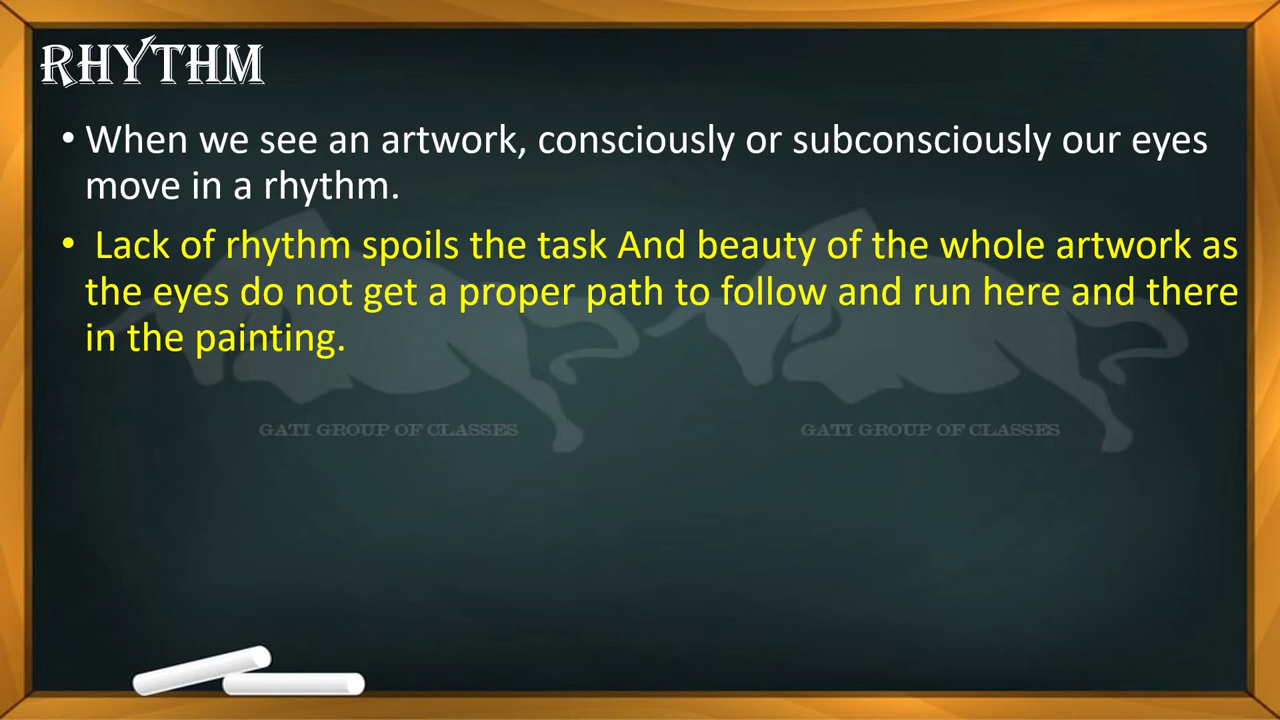 RHYTHM
• When we see an artwork, consciously or subconsciously our eyes
move in a rhythm.
• Lack of rhythm spoils the task And beauty of the whole artwork as
the eyes do not get a proper path to follow and run here and there
in the painting.
GATI GROUP OF CLASSES
GATI GROUP OF CLASSES